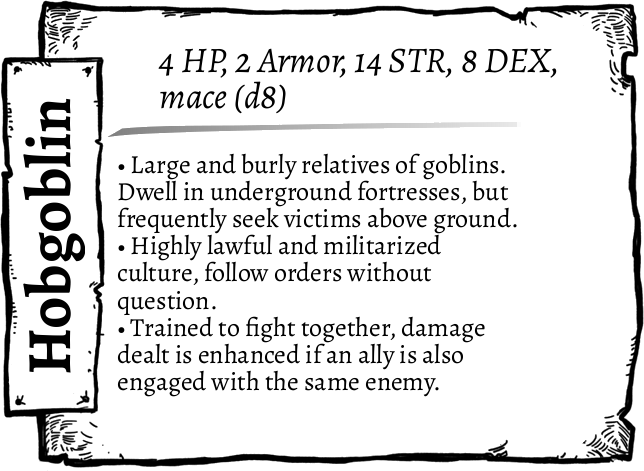 Hobgoblin
4 HP, 2 Armor, 14 STR, 8 DEX,
mace (d8)
• Large and burly relatives of goblins.
Dwell in underground fortresses, but
frequently seek victims above ground.
• Highly lawful and militarized
culture, follow orders without
question.
• Trained to fight together, damage
dealt is enhanced if an ally is also
engaged with the same enemy.